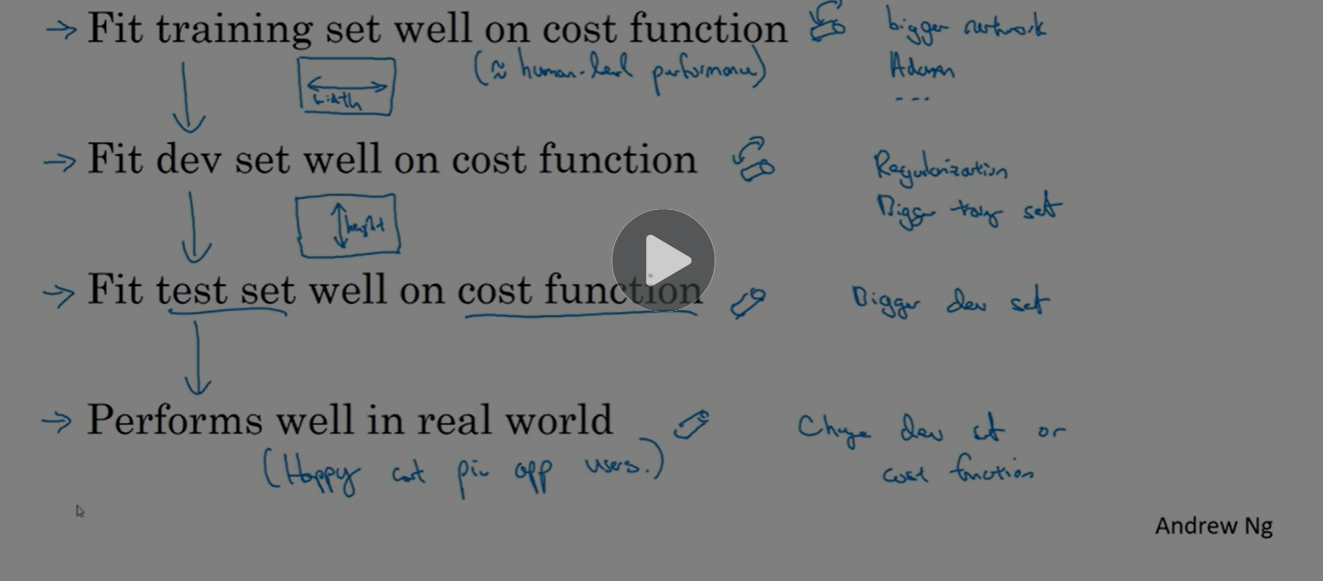 → Fit training set well on cost function bigger network
(≈ human-level performance) Adam
width ...
→ Fit dev set well on cost function Regularization
height Bigger training set
→ Fit test set well on cost function Bigger dev set
→ Performs well in real world Change dev set or
(Happy cat pic app users.) cost function
Andrew Ng